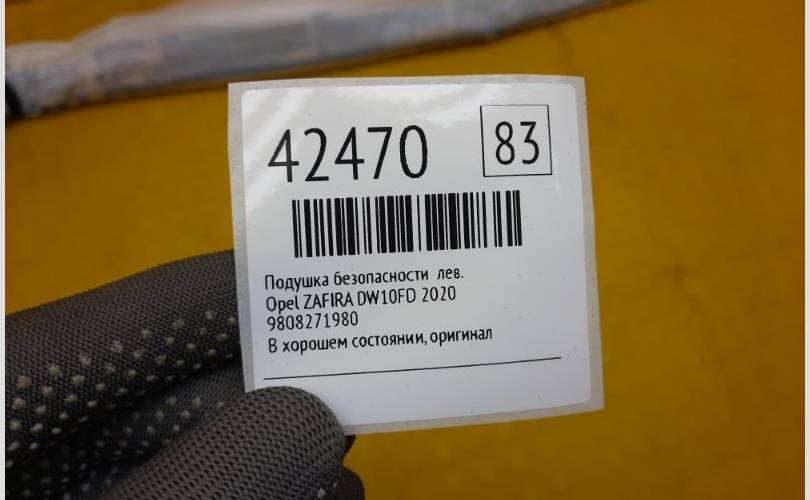 42470
83
Подушка безопасности лев.
Opel ZAFIRA DW10FD 2020
9808271980
В хорошем состоянии, оригинал